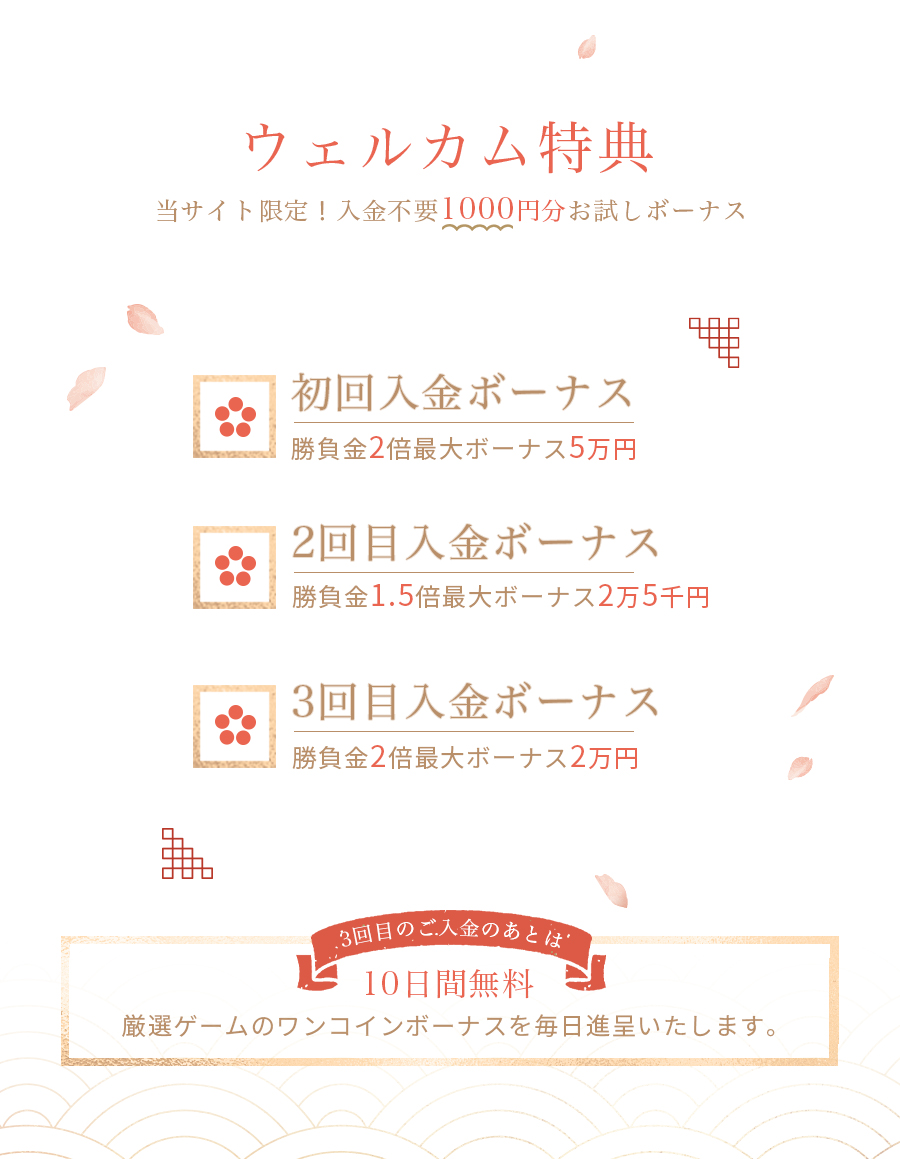 ウェルカム特典
当サイト限定！入金不要1000円分お試しボーナス
初回入金ボーナス
勝負金2倍最大ボーナス5万円
2回目入金ボーナス
勝負金1.5倍最大ボーナス2万5千円
3回目入金ボーナス
勝負金2倍最大ボーナス2万円
3回目のご入金のあとは
10日間無料
厳選ゲームのワンコインボーナスを毎日進呈いたします。